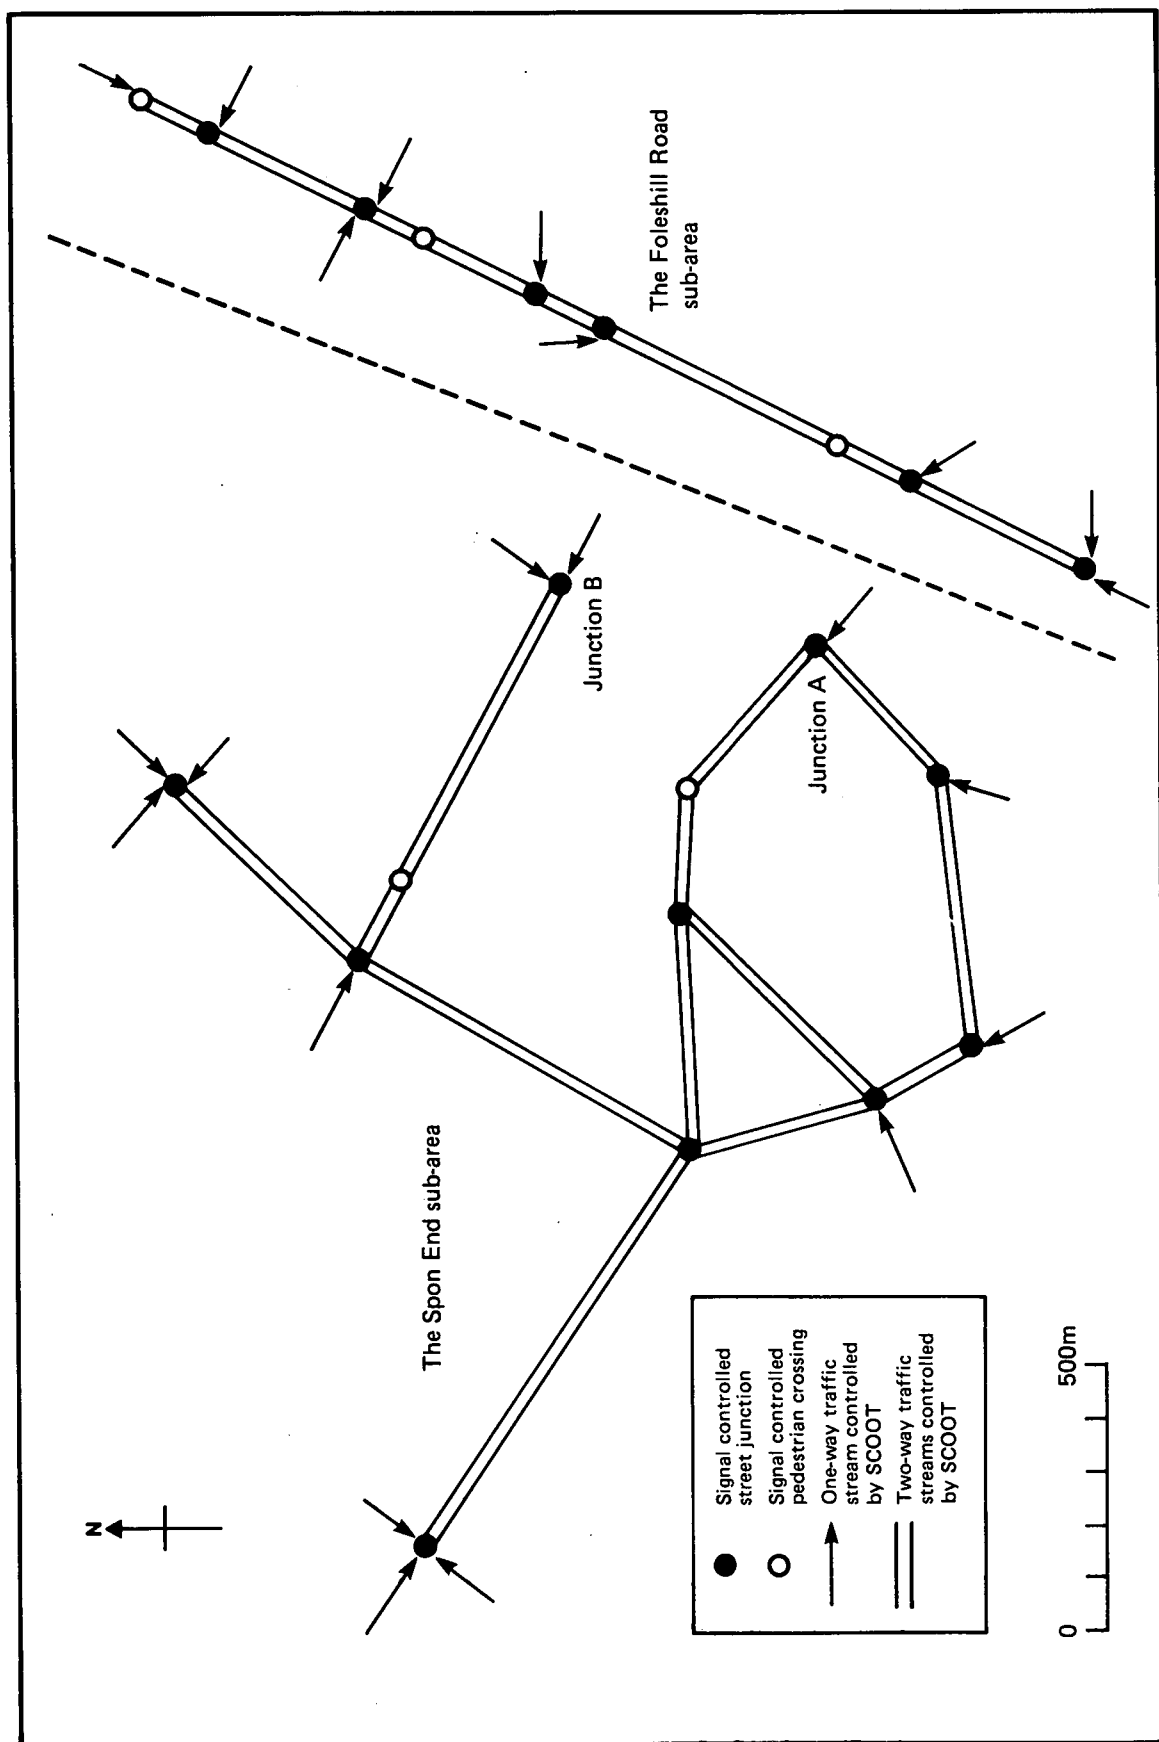 The Foleshill Road
sub-area
Junction B
Junction A
The Spon End sub-area
N
Signal controlled
street junction
Signal controlled
pedestrian crossing
One-way traffic
stream controlled
by SCOOT
Two-way traffic
streams controlled
by SCOOT
0
500m